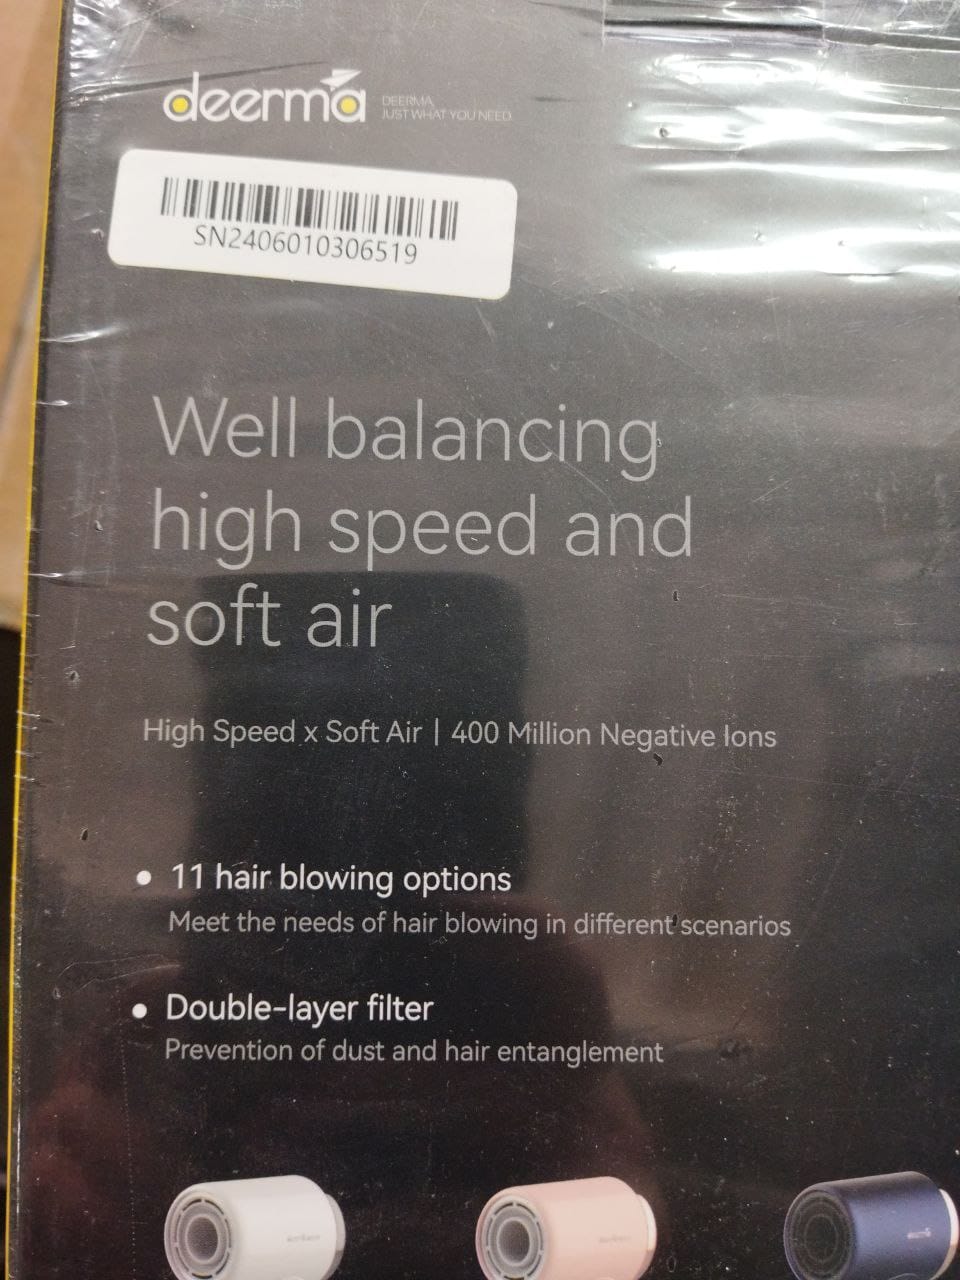 deerma
DEERMA,
JUST WHAT YOU NEED
SN2406010306519
Well balancing
high speed and
soft air
High Speed x Soft Air | 400 Million Negative Ions
• 11 hair blowing options
Meet the needs of hair blowing in different scenarios
• Double-layer filter
Prevention of dust and hair entanglement